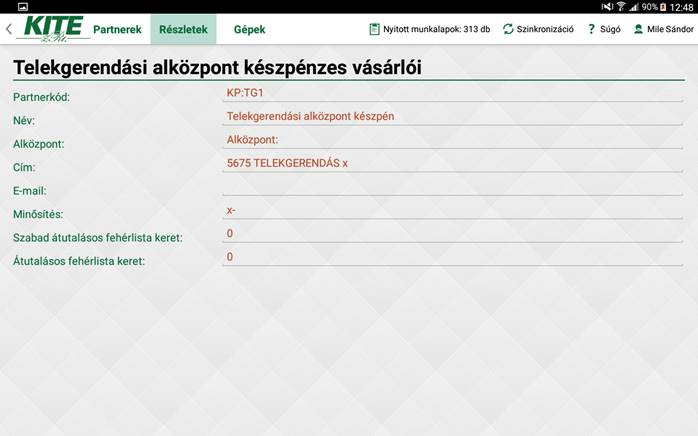 90% 12:48
KITE Zrt. Partnerek Részletek Gépek Nyitott munkalapok: 313 db Szinkronizáció ? Súgó Mile Sándor
Telekgerendási alközpont készpénzes vásárlói
Partnerkód: KP:TG1
Név: Telekgerendási alközpont készpén
Alközpont: Alközpont:
Cím: 5675 TELEKGERENDÁS x
E-mail:
Minősítés: x-
Szabad átutalásos fehérlista keret: 0
Átutalásos fehérlista keret: 0